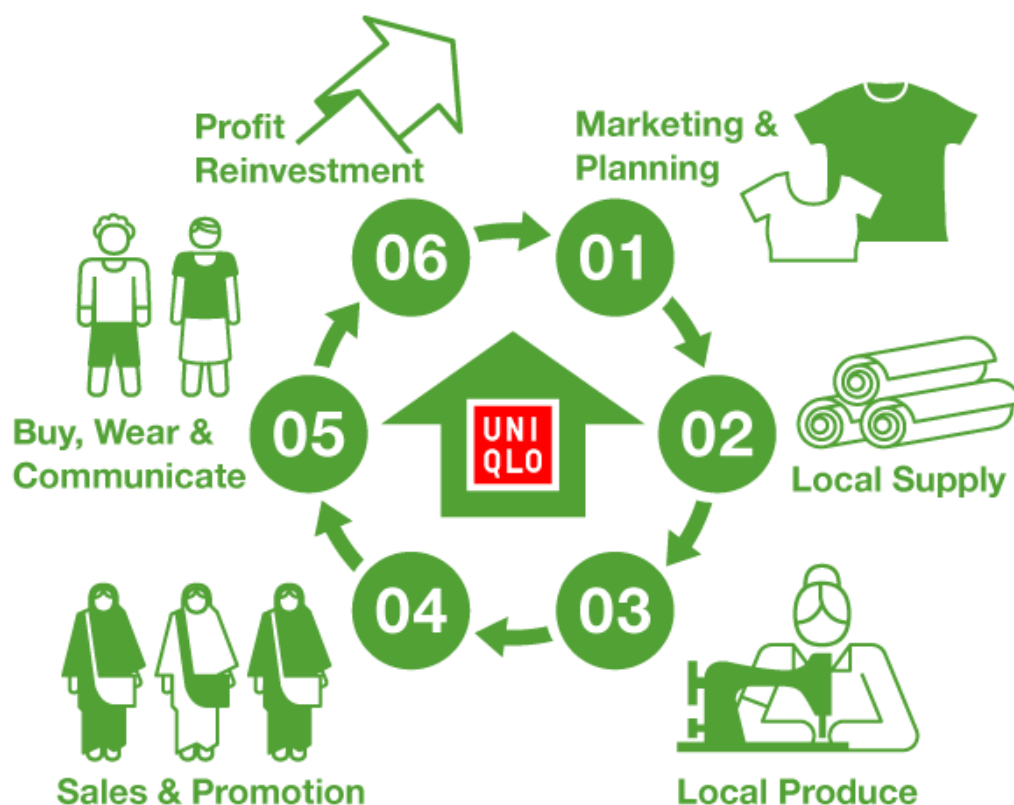 Profit
Reinvestment
Marketing &
Planning
06
01
Buy, Wear &
Communicate
05
UNI
QLO
02
Local Supply
04
03
Sales & Promotion
Local Produce